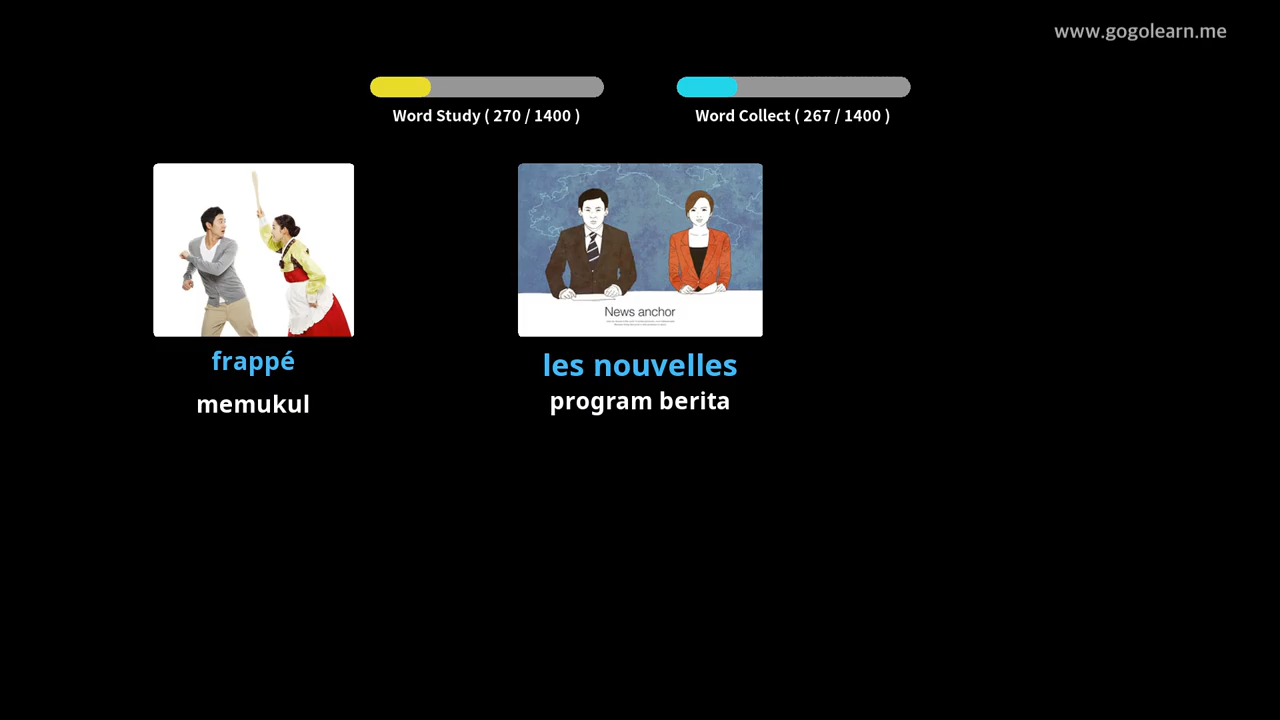 www.gogolearn.me
Word Study ( 270 / 1400 )
Word Collect ( 267 / 1400 )
News anchor
frappé
memukul
les nouvelles
program berita